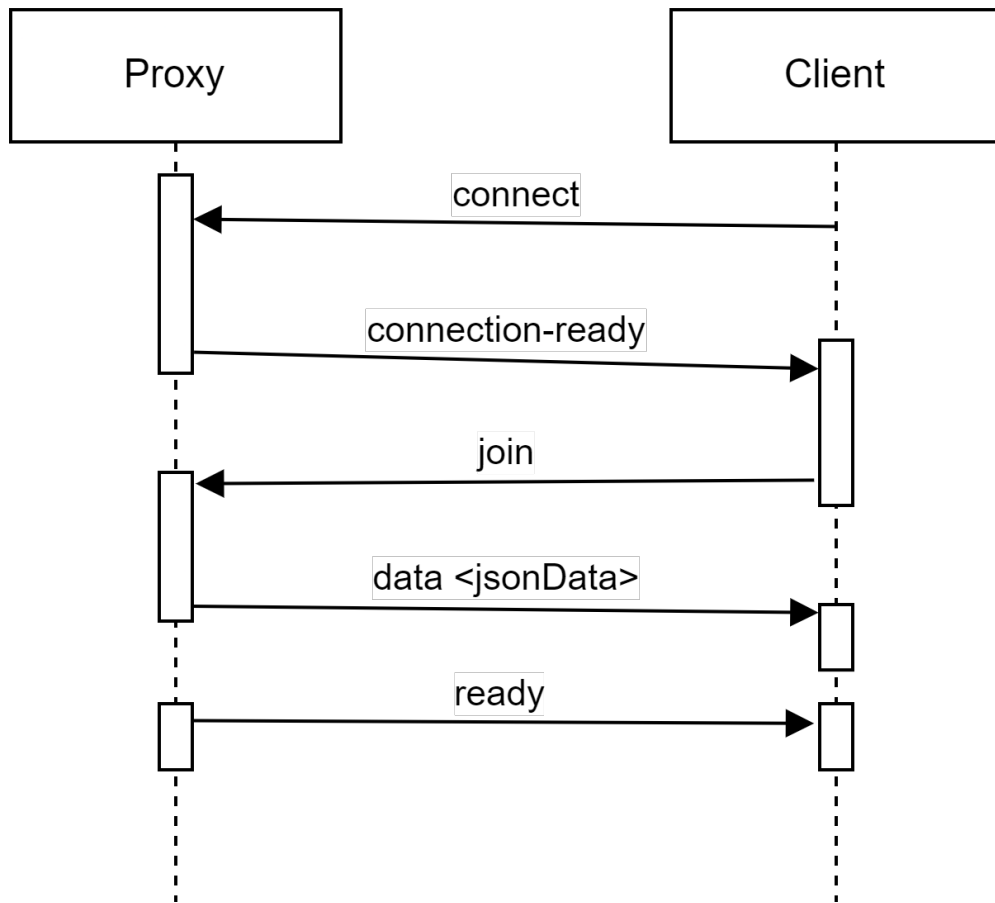 Proxy
Client
connect
connection-ready
join
data <jsonData>
ready